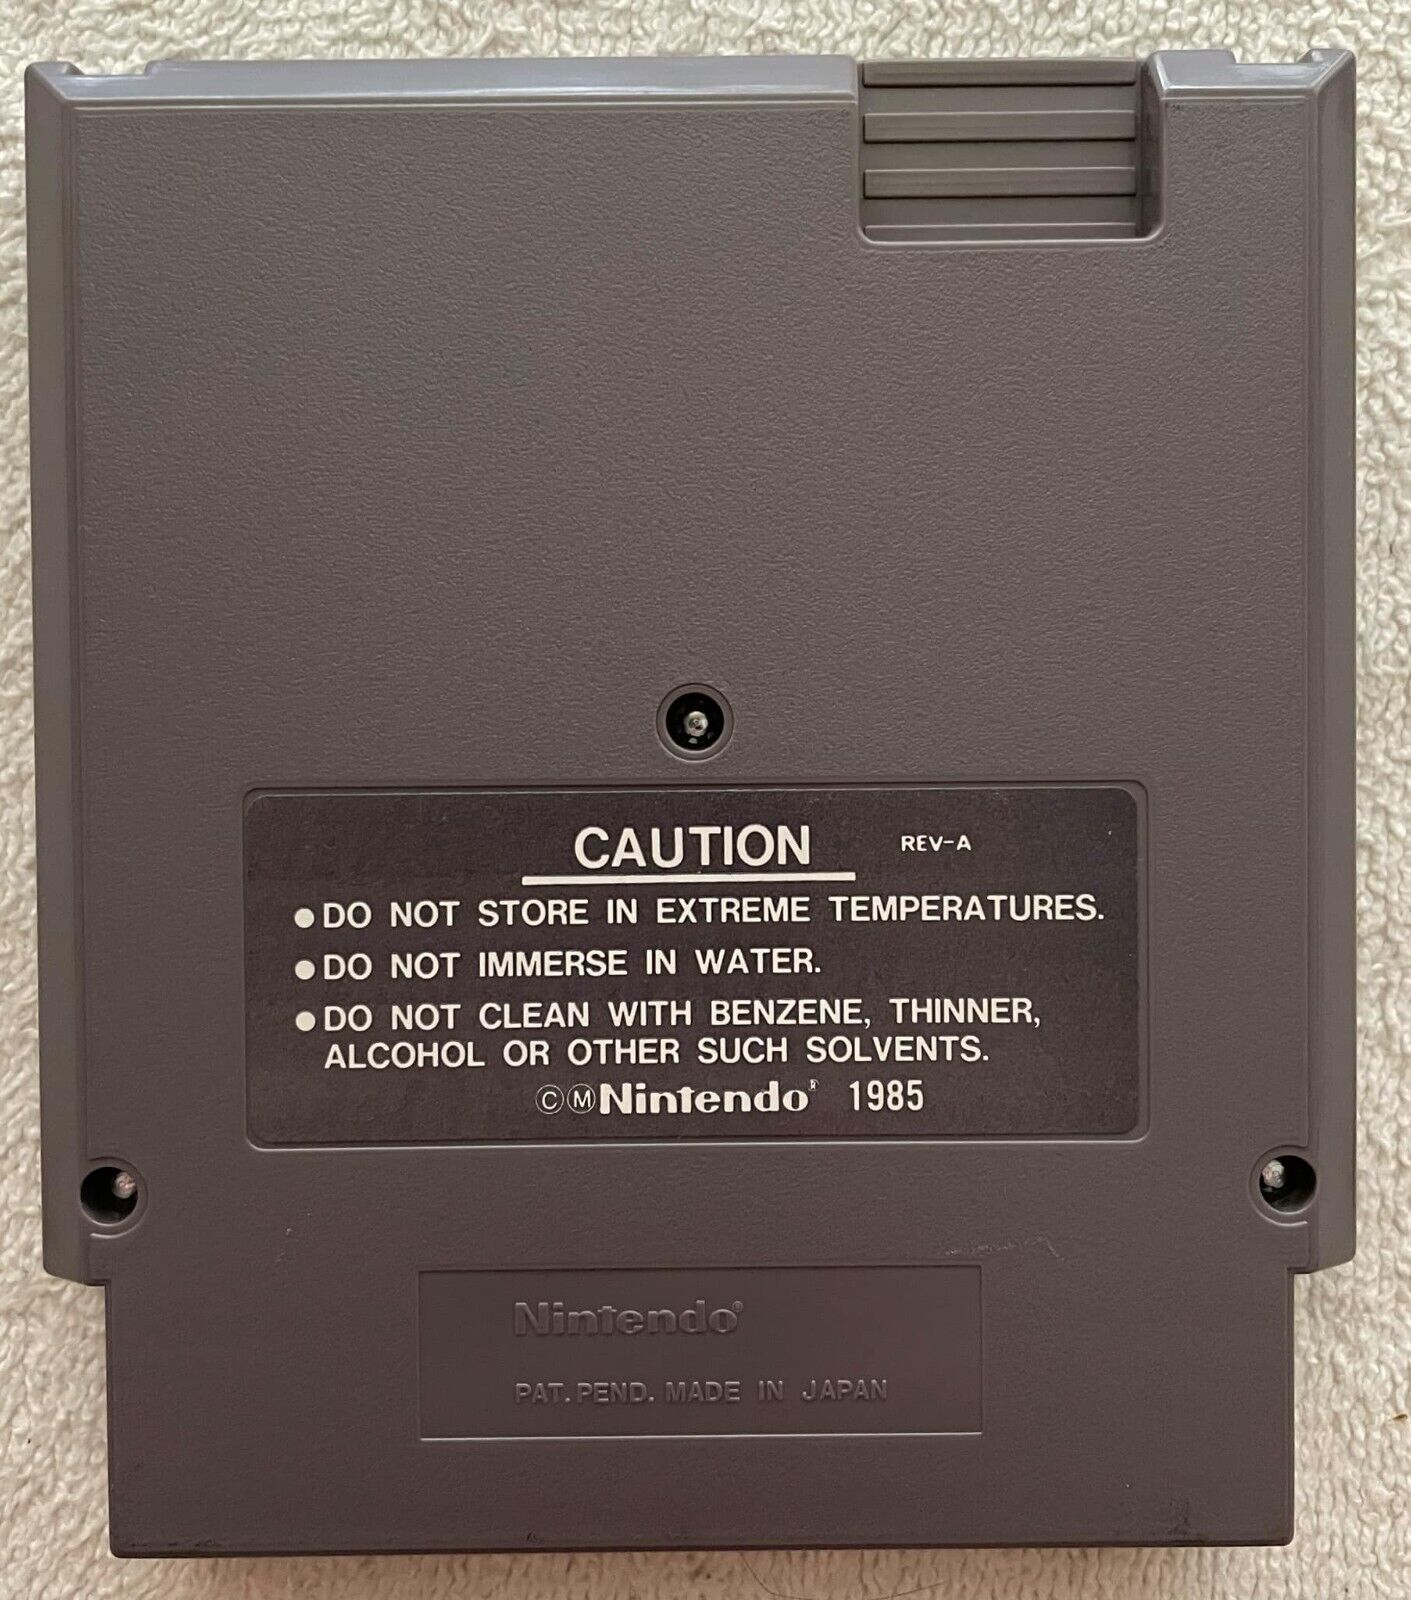 CAUTION REV-A
●DO NOT STORE IN EXTREME TEMPERATURES.
●DO NOT IMMERSE IN WATER.
●DO NOT CLEAN WITH BENZENE, THINNER,
ALCOHOL OR OTHER SUCH SOLVENTS.
ⒸⓂNintendo® 1985
Nintendo®
PAT. PEND. MADE IN JAPAN